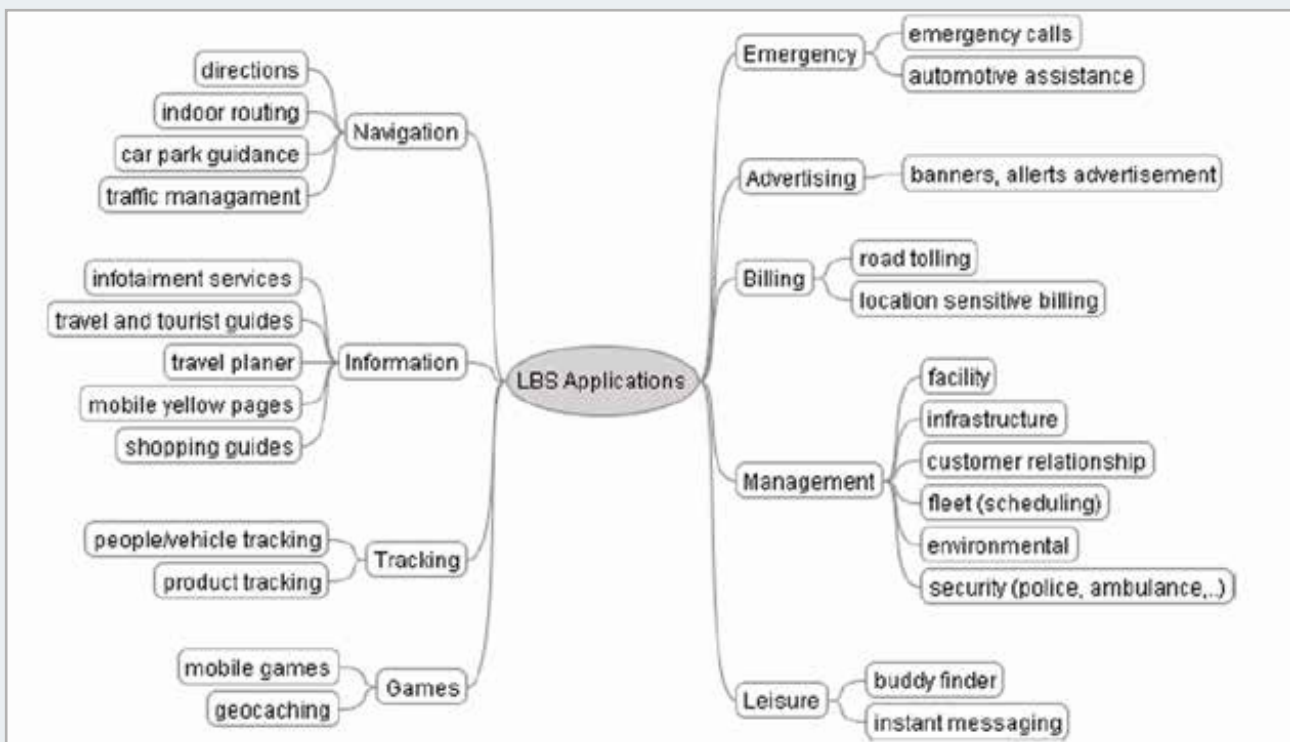 directions
indoor routing
car park guidance
traffic managament
Navigation
infotaiment services
travel and tourist guides
travel planer
mobile yellow pages
shopping guides
Information
people/vehicle tracking
product tracking
Tracking
mobile games
geocaching
Games
LBS Applications
Emergency
emergency calls
automotive assistance
Advertising
banners, allerts advertisement
Billing
road tolling
location sensitive billing
Management
facility
infrastructure
customer relationship
fleet (scheduling)
environmental
security (police, ambulance,..)
Leisure
buddy finder
instant messaging